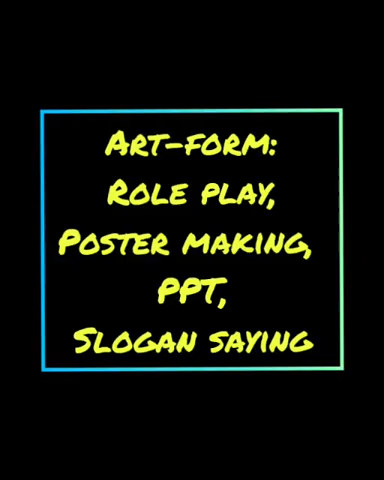 Art-form:
Role play,
Poster making,
PPT,
Slogan saying